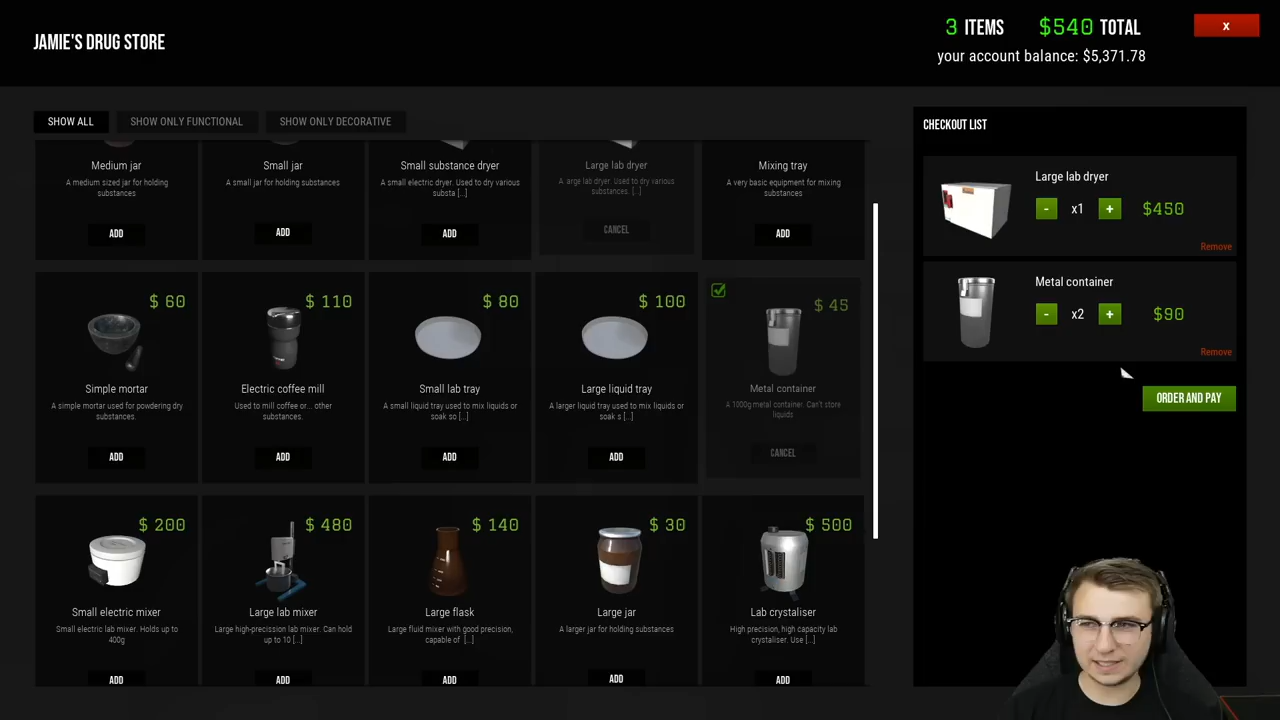 JAMIE'S DRUG STORE
3 ITEMS $540 TOTAL
your account balance: $5,371.78
x
SHOW ALL
SHOW ONLY FUNCTIONAL
SHOW ONLY DECORATIVE
Medium jar
A medium sized jar for holding
substances
ADD
Small jar
A small jar for holding substances
ADD
Small substance dryer
A small electric dryer. Used to dry various
substa [...]
ADD
Large lab dryer
A large lab dryer. Used to dry various
substances. [...]
CANCEL
Mixing tray
A very basic equipment for mixing
substances
ADD
$ 60
Simple mortar
A simple mortar used for powdering dry
substances.
ADD
$ 110
Electric coffee mill
Used to mill coffee or... other
substances.
ADD
$ 80
Small lab tray
A small liquid tray used to mix liquids or
soak so [...]
ADD
$ 100
Large liquid tray
A larger liquid tray used to mix liquids or
soak s [...]
ADD
$ 45
Metal container
A 1000g metal container. Can't store
liquids
CANCEL
$ 200
Small electric mixer
Small electric lab mixer. Holds up to
400g
ADD
$ 480
Large lab mixer
Large high-precission lab mixer. Can hold
up to 10 [...]
ADD
$ 140
Large flask
Large fluid mixer with good precision,
capable of [...]
ADD
$ 30
Large jar
A larger jar for holding substances
ADD
$ 500
Lab crystaliser
High precision, high capacity lab
crystaliser. Use [...]
ADD
CHECKOUT LIST
Large lab dryer
- x1 + $450
Remove
Metal container
- x2 + $90
Remove
ORDER AND PAY